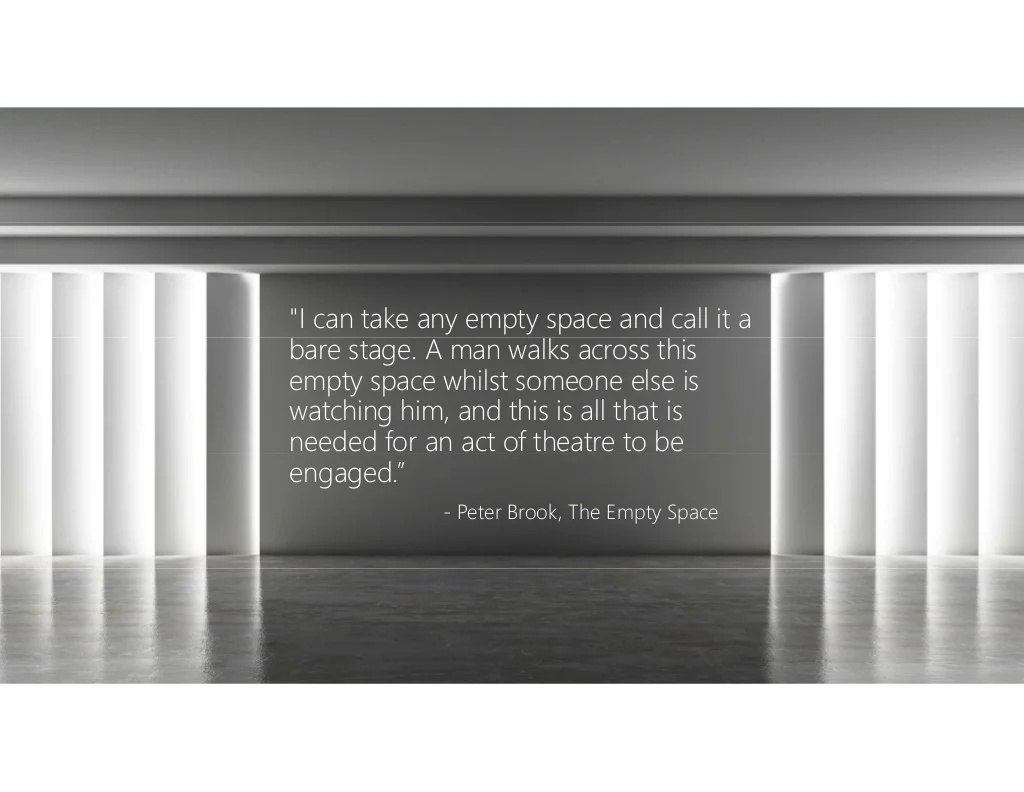 "I can take any empty space and call it a
bare stage. A man walks across this
empty space whilst someone else is
watching him, and this is all that is
needed for an act of theatre to be
engaged.”
- Peter Brook, The Empty Space